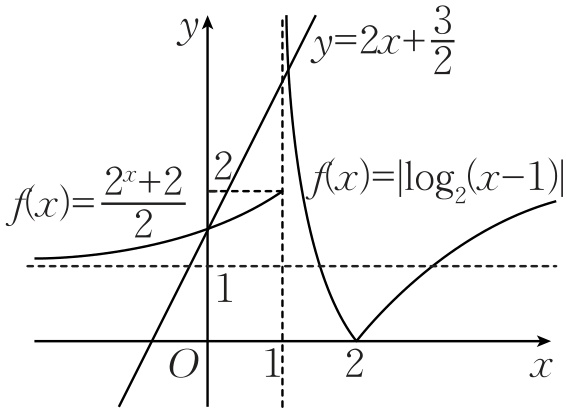 y
y=2x+3/2
2
f(x)=(2^x+2)/2
f(x)=|log₂(x−1)|
1
O
1
2
x